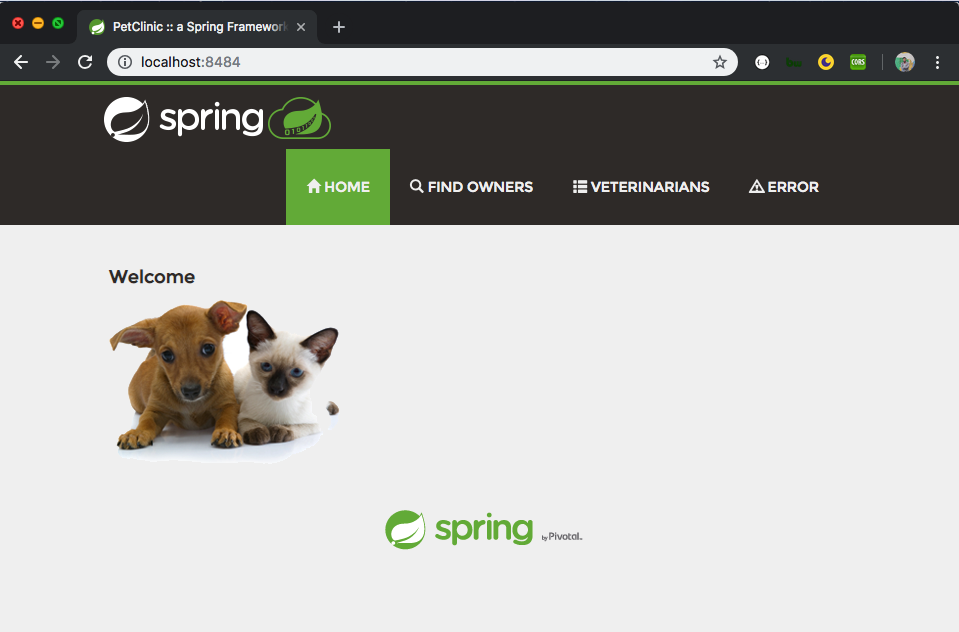 PetClinic :: a Spring Framework
localhost:8484
CORS
spring
HOME
FIND OWNERS
VETERINARIANS
ERROR
Welcome
spring by Pivotal